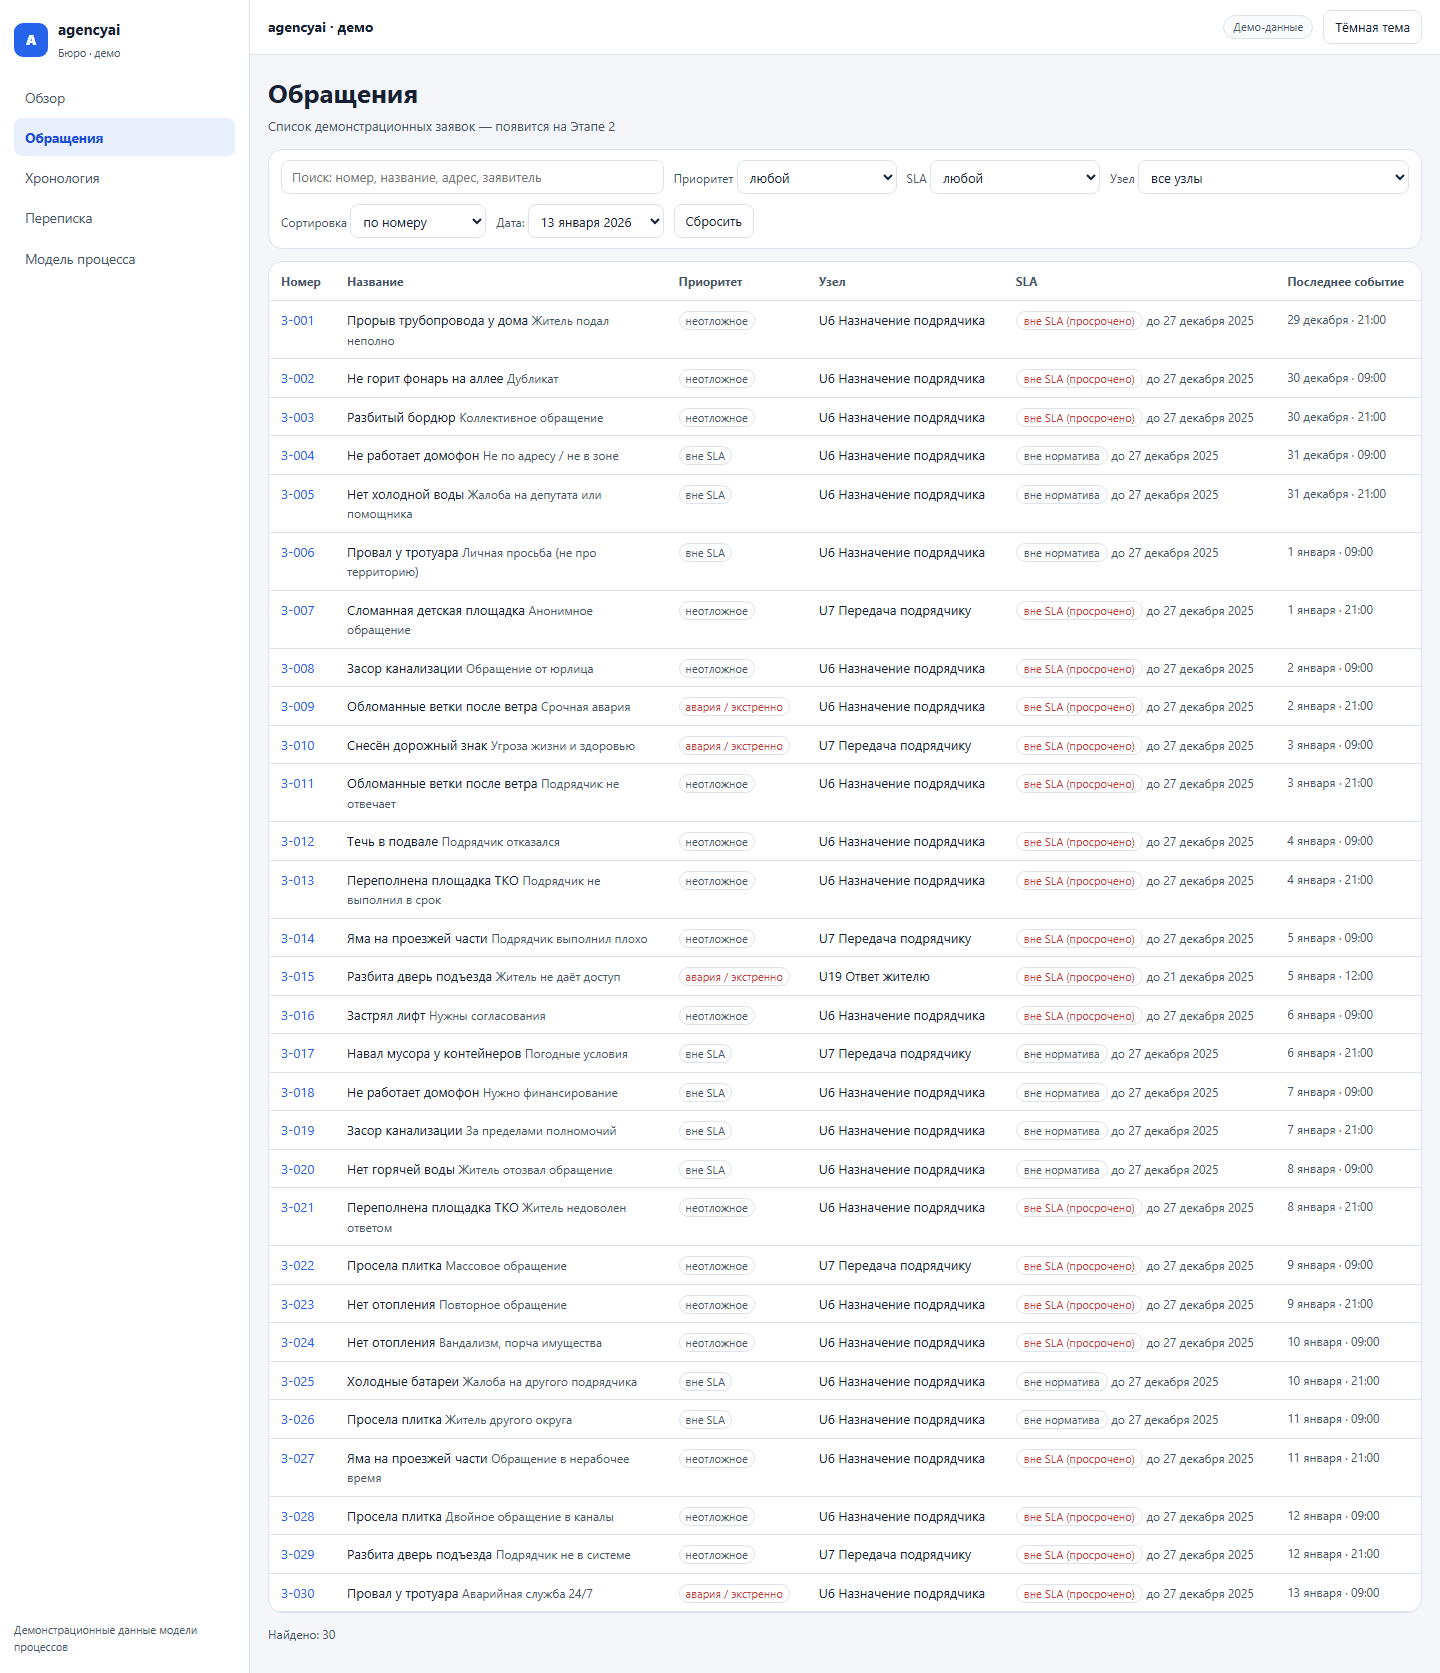 A
agencyai
Бюро · демо
Обзор
Обращения
Хронология
Переписка
Модель процесса
Демонстрационные данные модели
процессов
agencyai · демо
Демо-данные
Тёмная тема
Обращения
Список демонстрационных заявок — появится на Этапе 2
Поиск: номер, название, адрес, заявитель
Приоритет любой
SLA любой
Узел все узлы
Сортировка по номеру
Дата: 13 января 2026
Сбросить
Номер Название Приоритет Узел SLA Последнее событие
3-001 Прорыв трубопровода у дома Житель подал неотложное U6 Назначение подрядчика вне SLA (просрочено) до 27 декабря 2025 29 декабря · 21:00
неполно
3-002 Не горит фонарь на аллее Дубликат неотложное U6 Назначение подрядчика вне SLA (просрочено) до 27 декабря 2025 30 декабря · 09:00
3-003 Разбитый бордюр Коллективное обращение неотложное U6 Назначение подрядчика вне SLA (просрочено) до 27 декабря 2025 30 декабря · 21:00
3-004 Не работает домофон Не по адресу / не в зоне вне SLA U6 Назначение подрядчика вне норматива до 27 декабря 2025 31 декабря · 09:00
3-005 Нет холодной воды Жалоба на депутата или вне SLA U6 Назначение подрядчика вне норматива до 27 декабря 2025 31 декабря · 21:00
помощника
3-006 Провал у тротуара Личная просьба (не про вне SLA U6 Назначение подрядчика вне норматива до 27 декабря 2025 1 января · 09:00
территорию)
3-007 Сломанная детская площадка Анонимное неотложное U7 Передача подрядчику вне SLA (просрочено) до 27 декабря 2025 1 января · 21:00
обращение
3-008 Засор канализации Обращение от юрлица неотложное U6 Назначение подрядчика вне SLA (просрочено) до 27 декабря 2025 2 января · 09:00
3-009 Обломанные ветки после ветра Срочная авария авария / экстренно U6 Назначение подрядчика вне SLA (просрочено) до 27 декабря 2025 2 января · 21:00
3-010 Снесён дорожный знак Угроза жизни и здоровью авария / экстренно U7 Передача подрядчику вне SLA (просрочено) до 27 декабря 2025 3 января · 09:00
3-011 Обломанные ветки после ветра Подрядчик не неотложное U6 Назначение подрядчика вне SLA (просрочено) до 27 декабря 2025 3 января · 21:00
отвечает
3-012 Течь в подвале Подрядчик отказался неотложное U6 Назначение подрядчика вне SLA (просрочено) до 27 декабря 2025 4 января · 09:00
3-013 Переполнена площадка ТКО Подрядчик не неотложное U6 Назначение подрядчика вне SLA (просрочено) до 27 декабря 2025 4 января · 21:00
выполнил в срок
3-014 Яма на проезжей части Подрядчик выполнил плохо неотложное U7 Передача подрядчику вне SLA (просрочено) до 27 декабря 2025 5 января · 09:00
3-015 Разбита дверь подъезда Житель не даёт доступ авария / экстренно U19 Ответ жителю вне SLA (просрочено) до 21 декабря 2025 5 января · 12:00
3-016 Застрял лифт Нужны согласования неотложное U6 Назначение подрядчика вне SLA (просрочено) до 27 декабря 2025 6 января · 09:00
3-017 Навал мусора у контейнеров Погодные условия вне SLA U7 Передача подрядчику вне норматива до 27 декабря 2025 6 января · 21:00
3-018 Не работает домофон Нужно финансирование вне SLA U6 Назначение подрядчика вне норматива до 27 декабря 2025 7 января · 09:00
3-019 Засор канализации За пределами полномочий вне SLA U6 Назначение подрядчика вне норматива до 27 декабря 2025 7 января · 21:00
3-020 Нет горячей воды Житель отозвал обращение вне SLA U6 Назначение подрядчика вне норматива до 27 декабря 2025 8 января · 09:00
3-021 Переполнена площадка ТКО Житель недоволен неотложное U6 Назначение подрядчика вне SLA (просрочено) до 27 декабря 2025 8 января · 21:00
ответом
3-022 Просела плитка Массовое обращение неотложное U7 Передача подрядчику вне SLA (просрочено) до 27 декабря 2025 9 января · 09:00
3-023 Нет отопления Повторное обращение неотложное U6 Назначение подрядчика вне SLA (просрочено) до 27 декабря 2025 9 января · 21:00
3-024 Нет отопления Вандализм, порча имущества неотложное U6 Назначение подрядчика вне SLA (просрочено) до 27 декабря 2025 10 января · 09:00
3-025 Холодные батареи Жалоба на другого подрядчика вне SLA U6 Назначение подрядчика вне норматива до 27 декабря 2025 10 января · 21:00
3-026 Просела плитка Житель другого округа вне SLA U6 Назначение подрядчика вне норматива до 27 декабря 2025 11 января · 09:00
3-027 Яма на проезжей части Обращение в нерабочее неотложное U6 Назначение подрядчика вне SLA (просрочено) до 27 декабря 2025 11 января · 21:00
время
3-028 Просела плитка Двойное обращение в каналы неотложное U6 Назначение подрядчика вне SLA (просрочено) до 27 декабря 2025 12 января · 09:00
3-029 Разбита дверь подъезда Подрядчик не в системе неотложное U7 Передача подрядчику вне SLA (просрочено) до 27 декабря 2025 12 января · 21:00
3-030 Провал у тротуара Аварийная служба 24/7 авария / экстренно U6 Назначение подрядчика вне SLA (просрочено) до 27 декабря 2025 13 января · 09:00
Найдено: 30